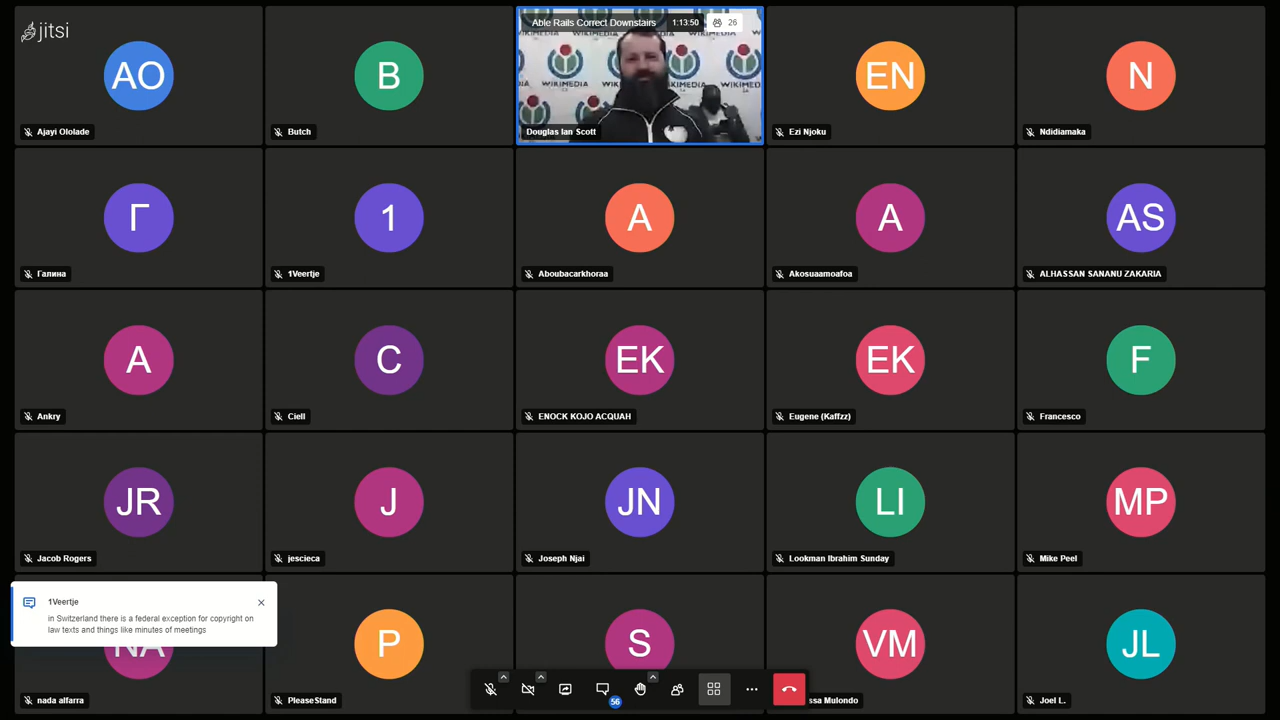 jitsi
Able Rails Correct Downstairs 1:13:50 26
AO
B
EN
N
WIKIMEDIA
Ajayi Ololade
Butch
Douglas Ian Scott
Ezi Njoku
Ndidiamaka
Г
1
A
A
AS
Галина
1Veertje
Aboubacarkhoraa
Akosuaamoafoa
ALHASSAN SANANU ZAKARIA
A
C
EK
EK
F
Ankry
Ciell
ENOCK KOJO ACQUAH
Eugene (Kaffzz)
Francesco
JR
J
JN
LI
MP
Jacob Rogers
jescieca
Joseph Njai
Lookman Ibrahim Sunday
Mike Peel
1Veertje
in Switzerland there is a federal exception for copyright on
law texts and things like minutes of meetings
NA
P
S
VM
JL
nada alfarra
PleaseStand
ssa Mulondo
Joel L.
56